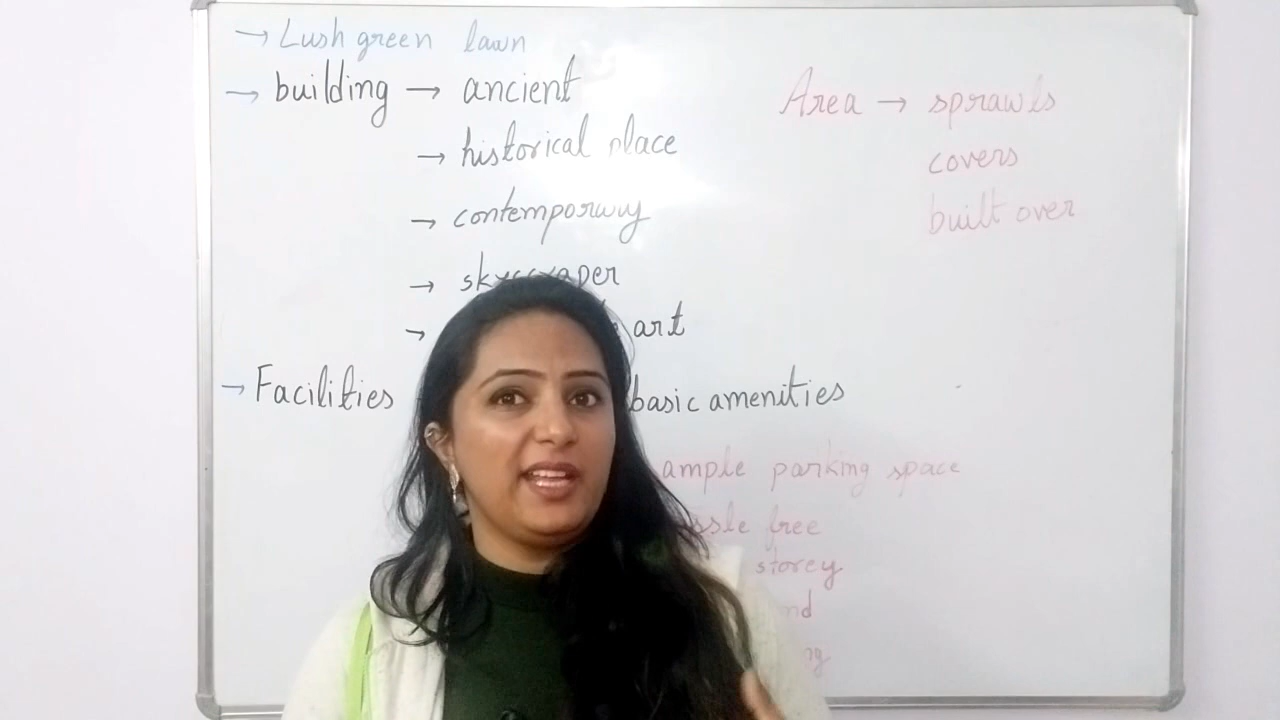 → Lush green lawn
→ building → ancient
→ historical place
→ contemporary
→ skyscraper
→ art
→ Facilities basic amenities
ample parking space
free
storey
Area → sprawls
covers
built over